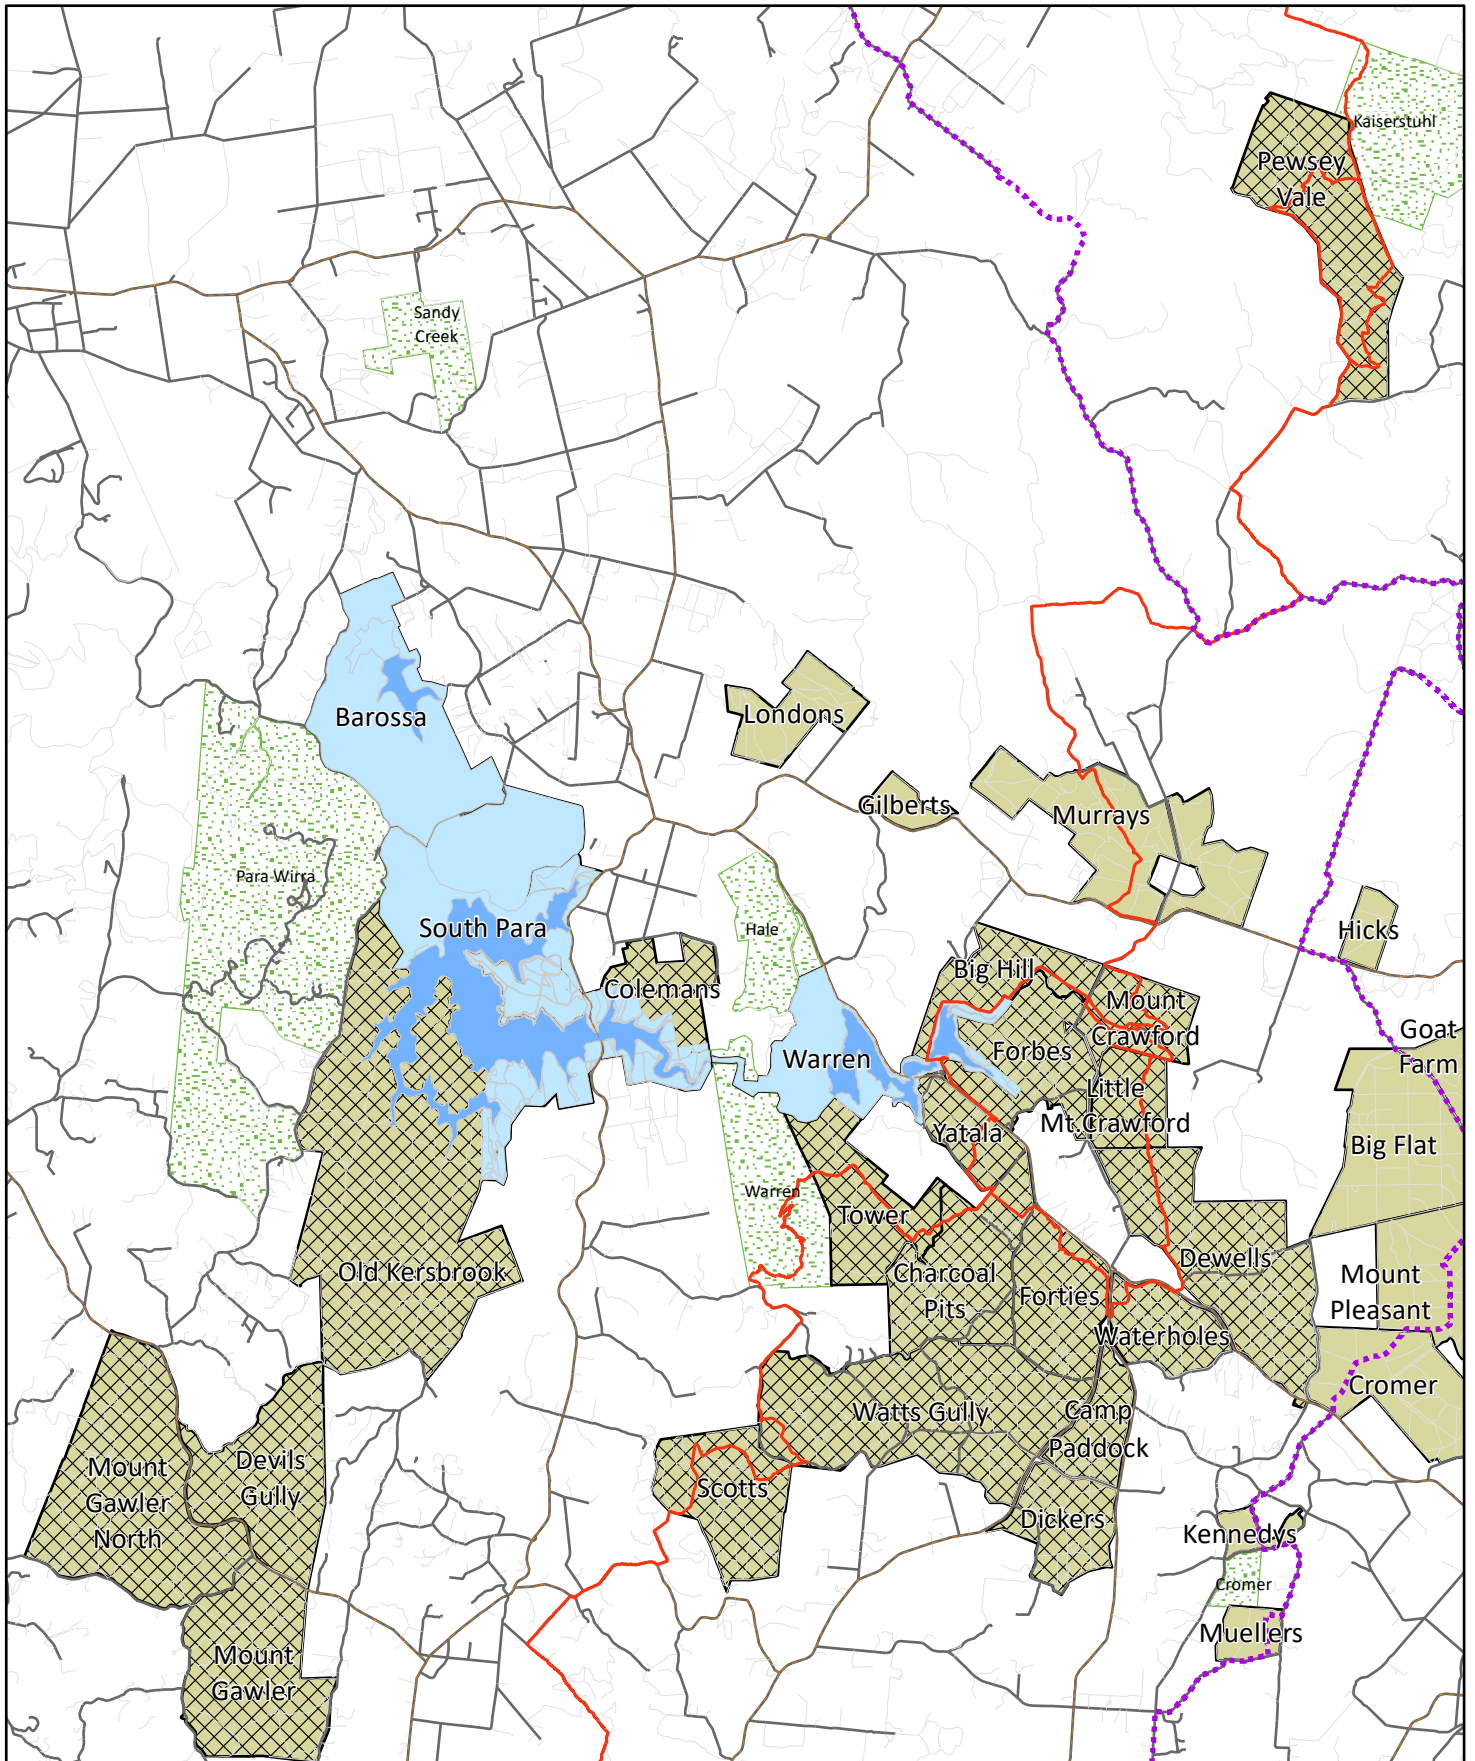 Kaiserstuhl
Pewsey
Vale
Sandy
Creek
Barossa
Londons
Gilberts
Murrays
Para Wirra
South Para
Hale
Hicks
Colemans
Big Hill
Mount
Crawford
Goat
Farm
Warren
Forbes
Little
Mt.Crawford
Yatala
Big Flat
Warren
Tower
Old Kersbrook
Charcoal
Pits
Forties
Dewells
Mount
Pleasant
Waterholes
Cromer
Watts Gully
Camp
Paddock
Mount
Gawler
North
Devils
Gully
Scotts
Dickers
Kennedys
Cromer
Muellers
Mount
Gawler